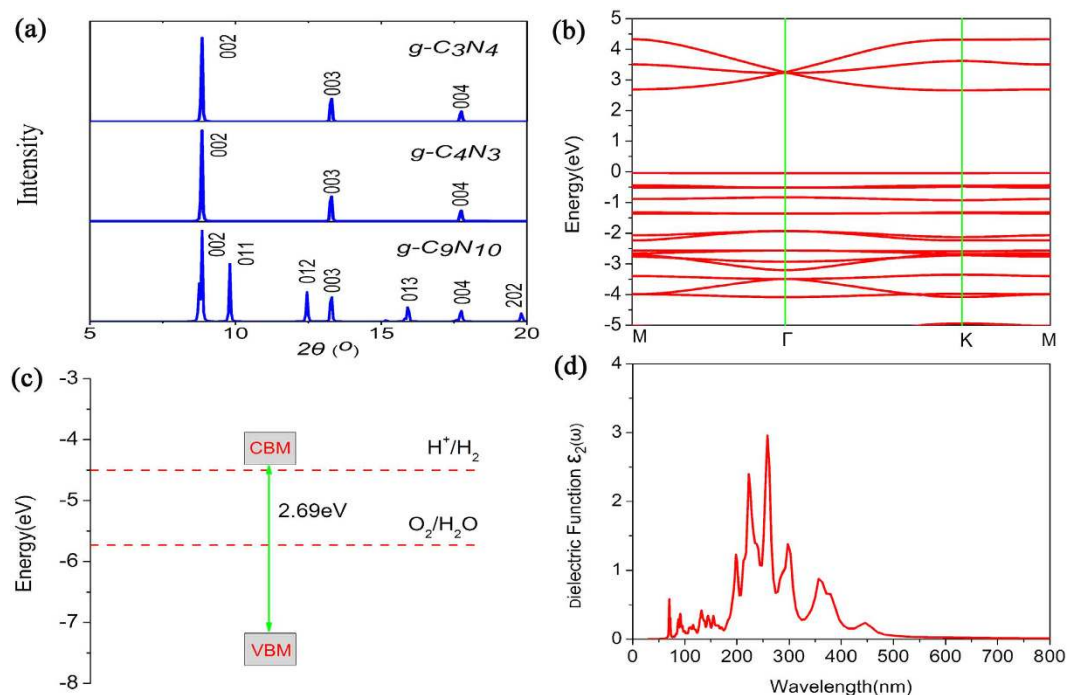 (a)
Intensity
g-C3N4
002
003
004
g-C4N3
002
003
004
g-C9N10
002
011
012
003
013
004
202
5
10
15
20
2θ (º)
(b)
Energy(eV)
5
4
3
2
1
0
-1
-2
-3
-4
-5
M
Γ
K
M
(c)
Energy(eV)
-3
-4
-5
-6
-7
-8
CBM
H⁺/H₂
2.69eV
O₂/H₂O
VBM
(d)
Dielectric Function ε₂(ω)
4
3
2
1
0
0 100 200 300 400 500 600 700 800
Wavelength(nm)